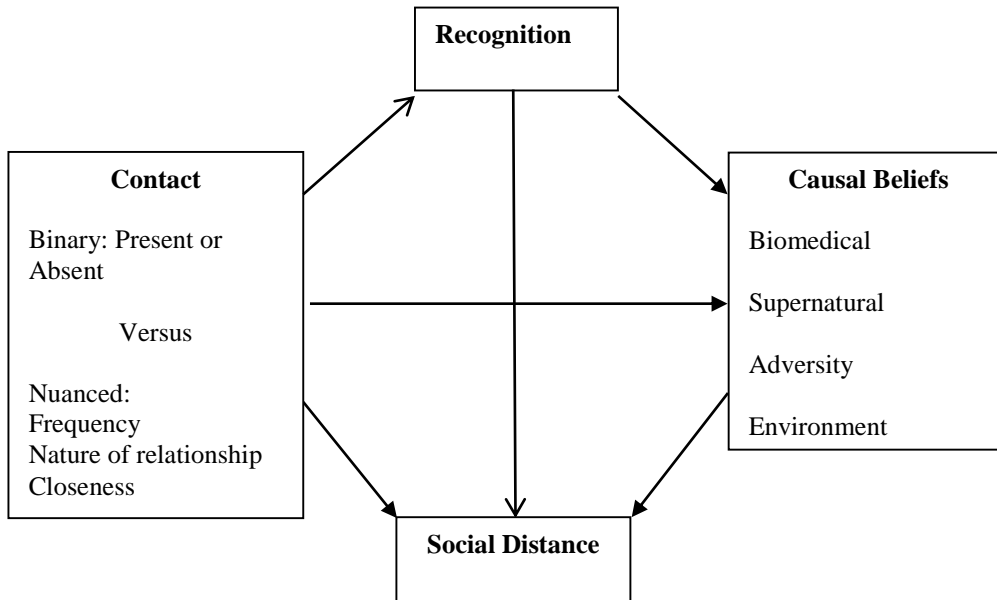 Recognition
Contact
Binary: Present or
Absent
Versus
Nuanced:
Frequency
Nature of relationship
Closeness
Causal Beliefs
Biomedical
Supernatural
Adversity
Environment
Social Distance